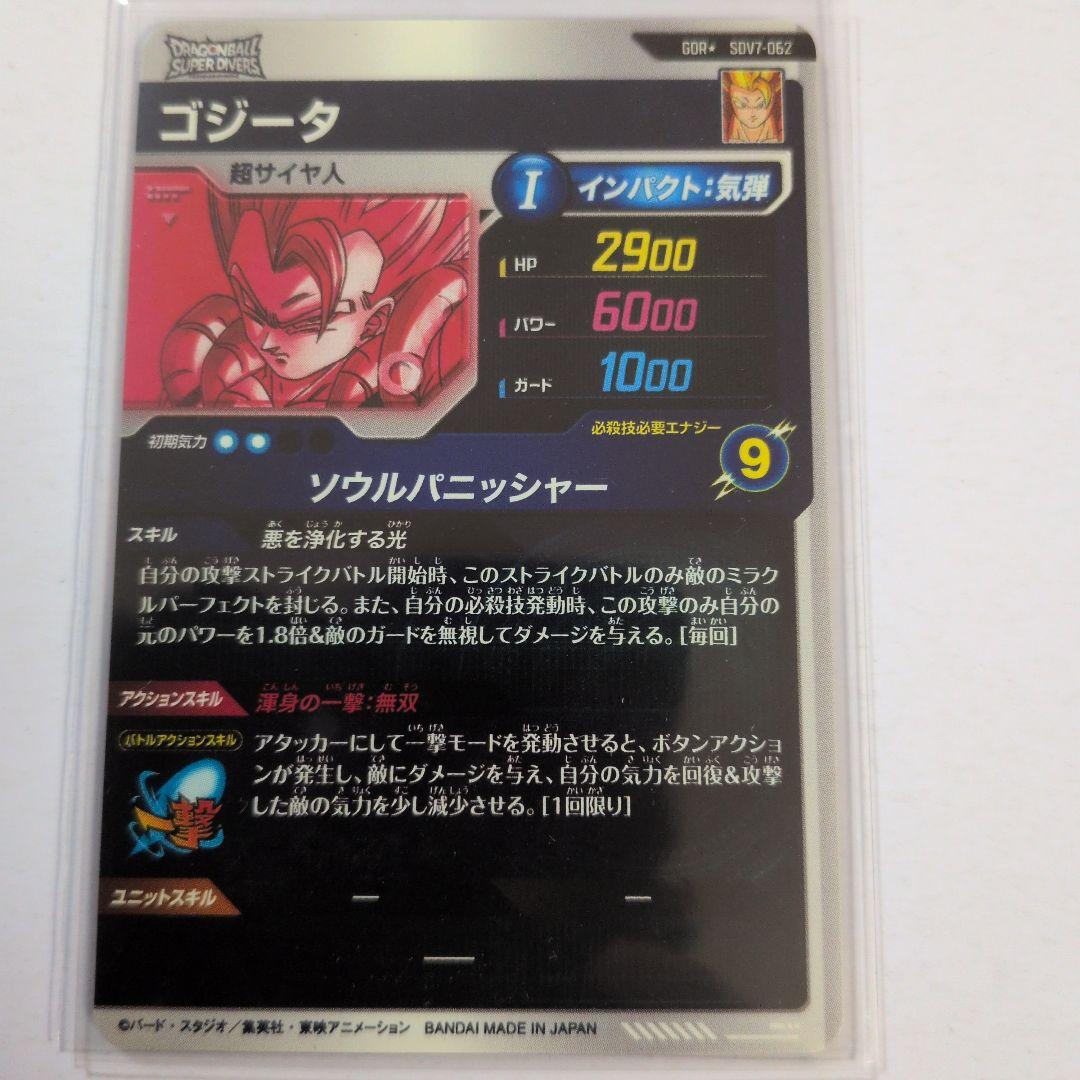 DRAGONBALL
SUPER DIVERS
GDR★ SDV7-062
ゴジータ
超サイヤ人
I インパクト:気弾
HP 2900
パワー 6000
ガード 1000
初期気力
必殺技必要エナジー
9
ソウルパニッシャー
スキル 悪を浄化する光
自分の攻撃ストライクバトル開始時、このストライクバトルのみ敵のミラク
ルパーフェクトを封じる。また、自分の必殺技発動時、この攻撃のみ自分の
元のパワーを1.8倍&敵のガードを無視してダメージを与える。[毎回]
アクションスキル 渾身の一撃:無双
バトルアクションスキル
アタッカーにして一撃モードを発動させると、ボタンアクショ
ンが発生し、敵にダメージを与え、自分の気力を回復&攻撃
した敵の気力を少し減少させる。[1回限り]
一撃
ユニットスキル
©バード・スタジオ/集英社・東映アニメーション BANDAI MADE IN JAPAN